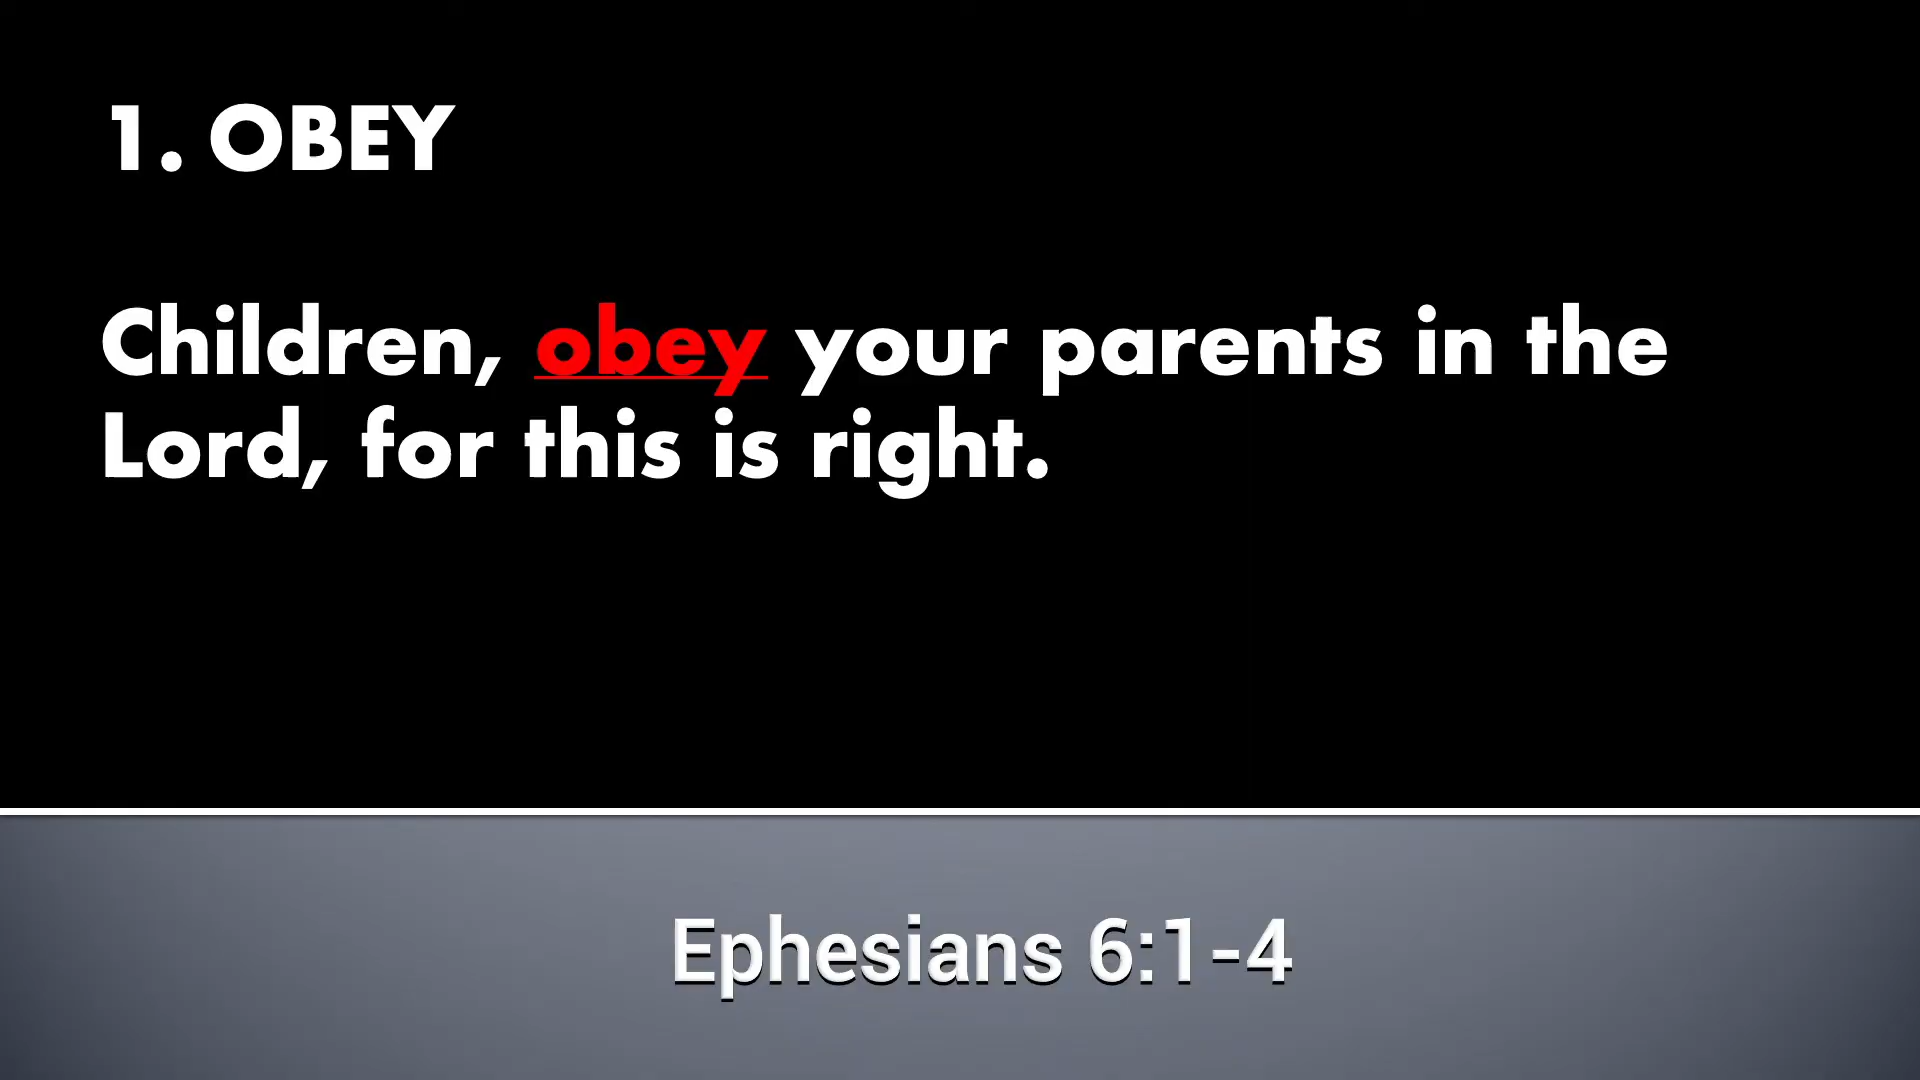 1. OBEY
Children, obey your parents in the
Lord, for this is right.
Ephesians 6:1-4